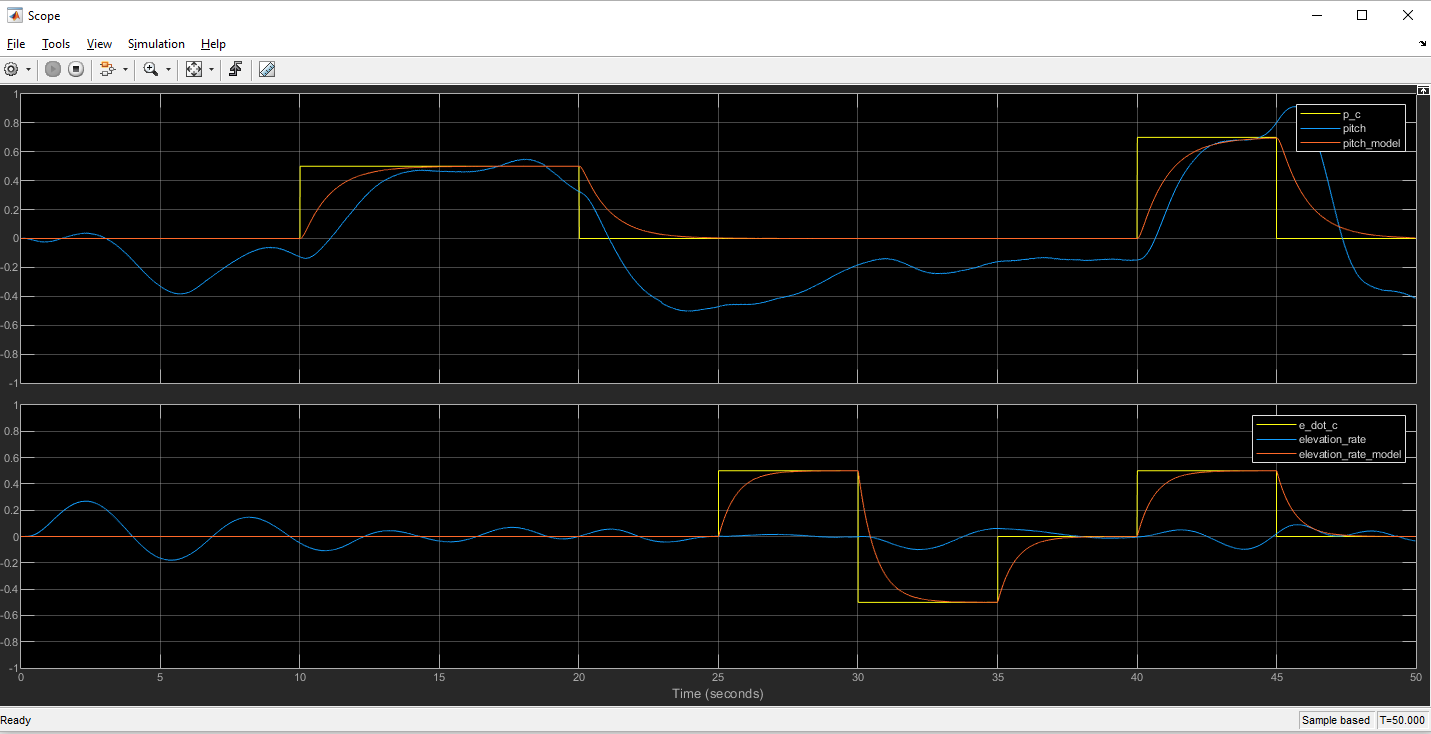 Scope
File Tools View Simulation Help
1
0.8
0.6
0.4
0.2
0
-0.2
-0.4
-0.6
-0.8
-1
p_c
pitch
pitch_model
1
0.8
0.6
0.4
0.2
0
-0.2
-0.4
-0.6
-0.8
-1
e_dot_c
elevation_rate
elevation_rate_model
0 5 10 15 20 25 30 35 40 45 50
Time (seconds)
Ready Sample based T=50.000